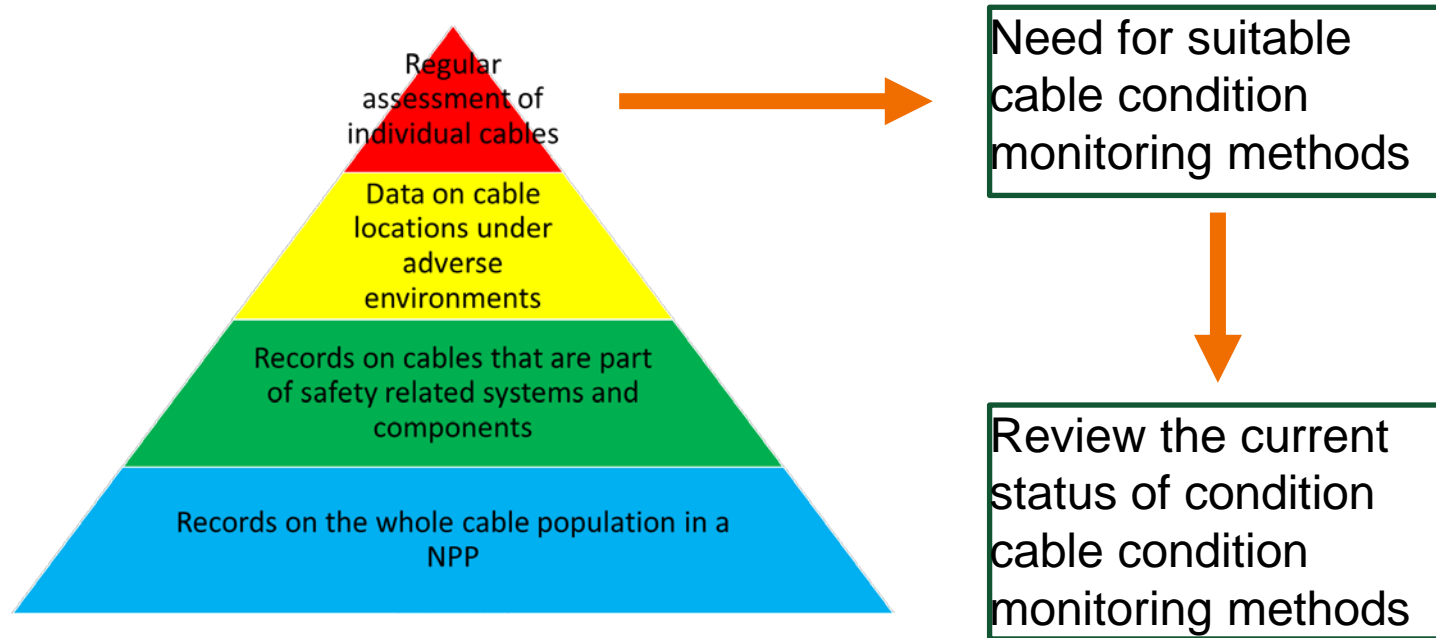 Regular
assessment of
individual cables
Data on cable
locations under
adverse
environments
Records on cables that are part
of safety related systems and
components
Records on the whole cable population in a
NPP
Need for suitable
cable condition
monitoring methods
Review the current
status of condition
cable condition
monitoring methods